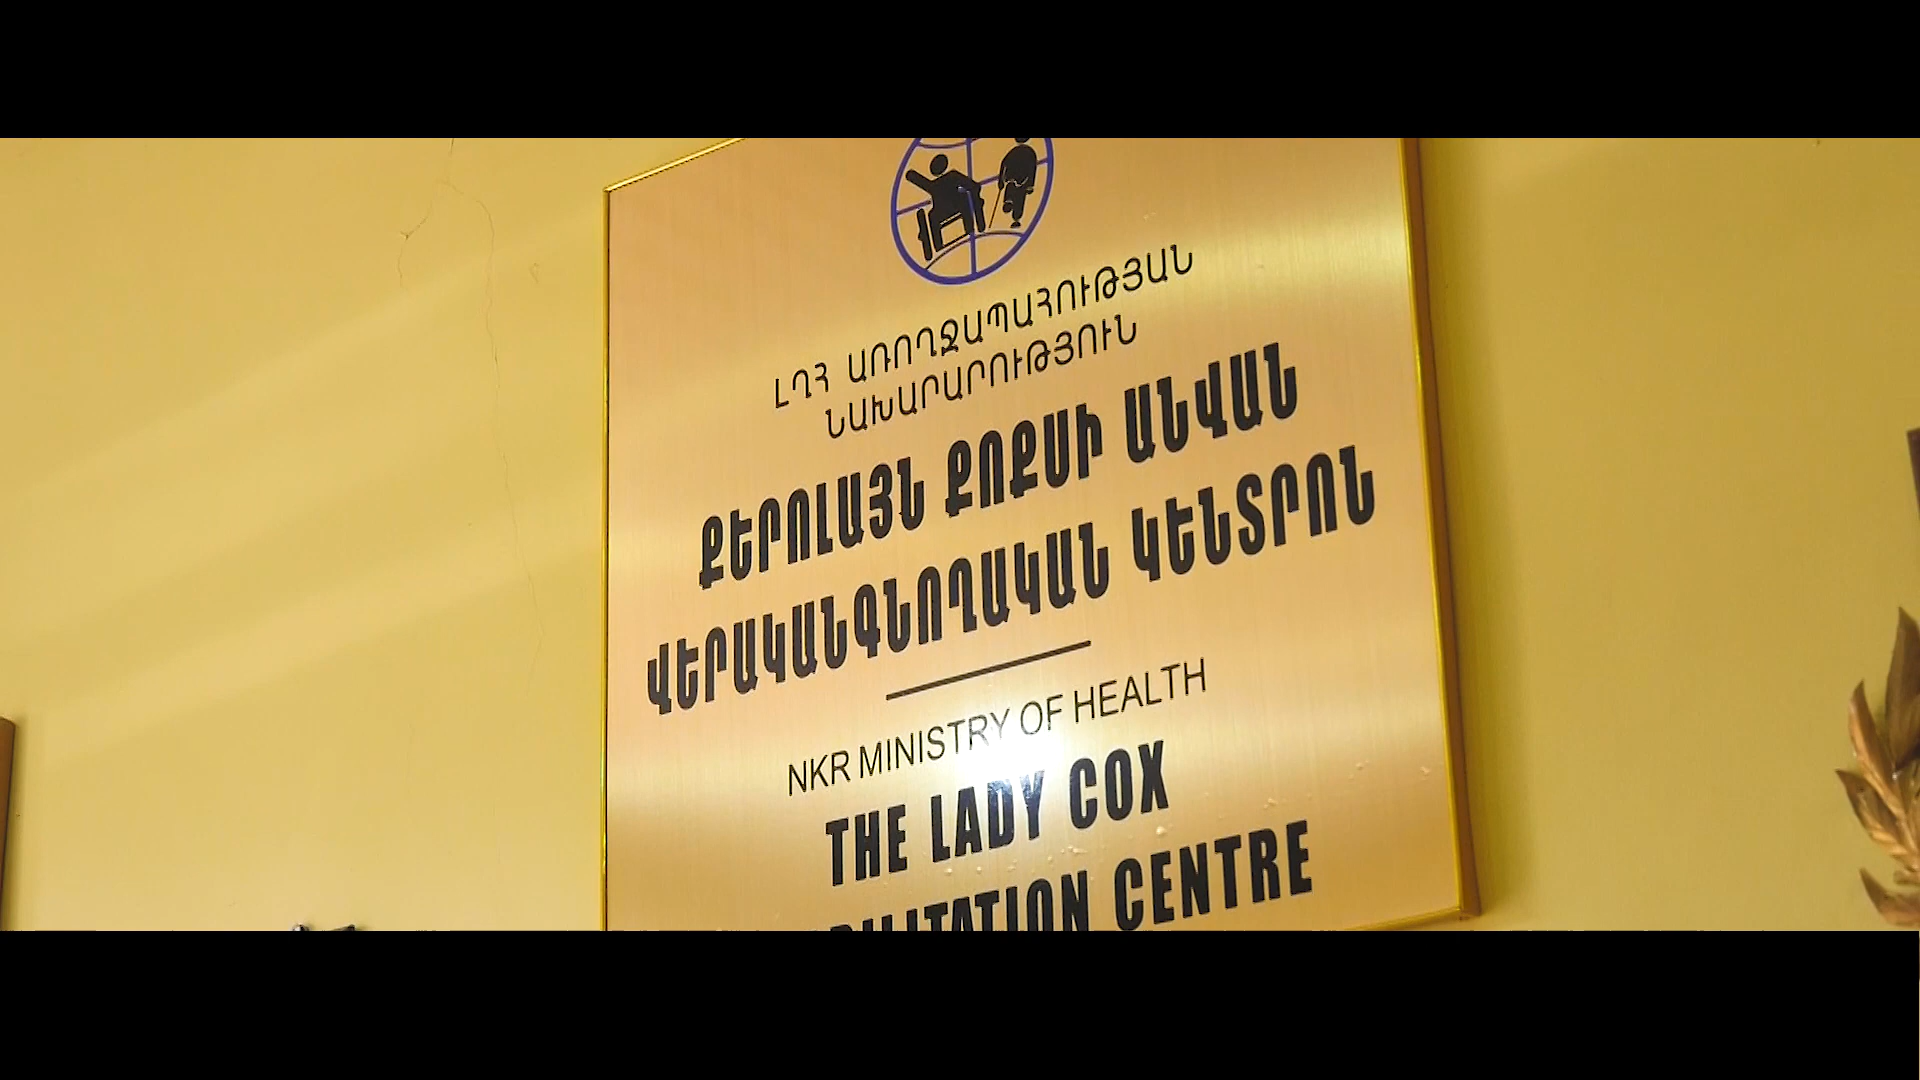 ԼՂՀ ԱՌՈՂՋԱՊԱՀՈՒԹՅԱՆ
ՆԱԽԱՐԱՐՈՒԹՅՈՒՆ
ՔԵՐՈԼԱՅՆ ՔՈՔՍԻ ԱՆՎԱՆ
ՎԵՐԱԿԱՆԳՆՈՂԱԿԱՆ ԿԵՆՏՐՈՆ
NKR MINISTRY OF HEALTH
THE LADY COX
CENTRE